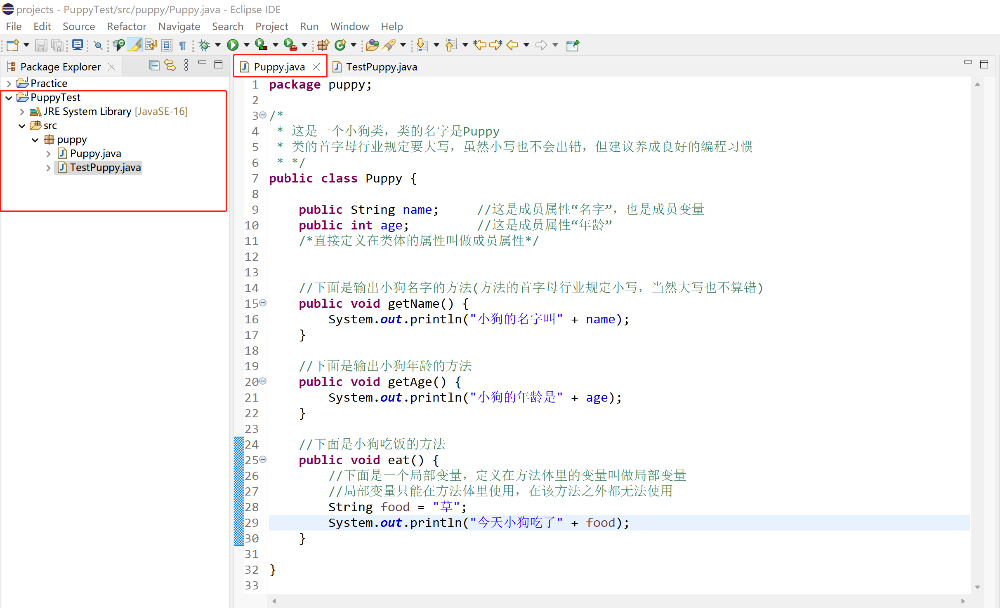 projects - PuppyTest/src/puppy/Puppy.java - Eclipse IDE
File Edit Source Refactor Navigate Search Project Run Window Help
Package Explorer
Practice
PuppyTest
JRE System Library [JavaSE-16]
src
puppy
Puppy.java
TestPuppy.java
Puppy.java TestPuppy.java
1 package puppy;
2
3 /*
4  * 这是一个小狗类，类的名字是Puppy
5  * 类的首字母行业规定要大写，虽然小写也不会出错，但建议养成良好的编程习惯
6  * */
7 public class Puppy {
8
9     public String name;     //这是成员属性“名字”，也是成员变量
10     public int age;         //这是成员属性“年龄”
11     /*直接定义在类体的属性叫做成员属性*/
12
13
14     //下面是输出小狗名字的方法(方法的首字母行业规定小写，当然大写也不算错)
15     public void getName() {
16         System.out.println("小狗的名字叫" + name);
17     }
18
19     //下面是输出小狗年龄的方法
20     public void getAge() {
21         System.out.println("小狗的年龄是" + age);
22     }
23
24     //下面是小狗吃饭的方法
25     public void eat() {
26         //下面是一个局部变量，定义在方法体里的变量叫做局部变量
27         //局部变量只能在方法体里使用，在该方法之外都无法使用
28         String food = "草";
29         System.out.println("今天小狗吃了" + food);
30     }
31
32 }
33